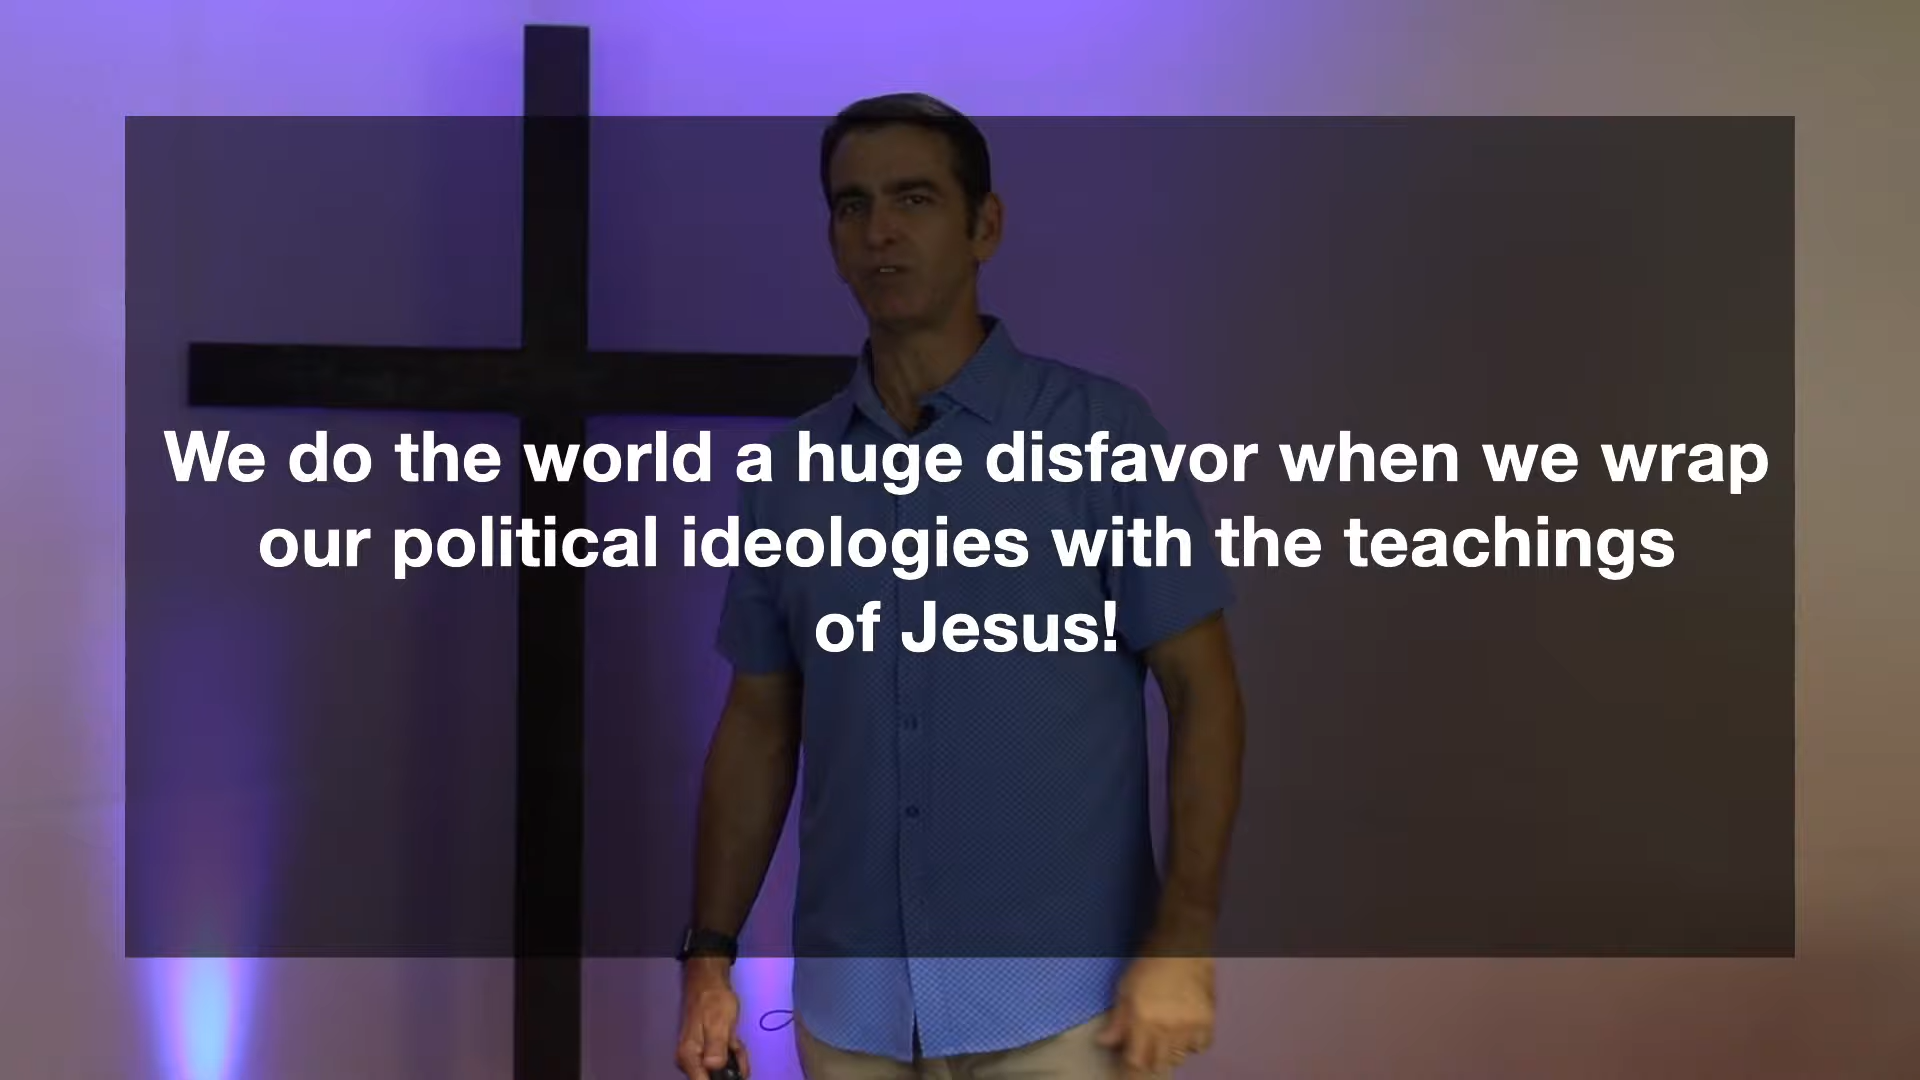 We do the world a huge disfavor when we wrap
our political ideologies with the teachings
of Jesus!